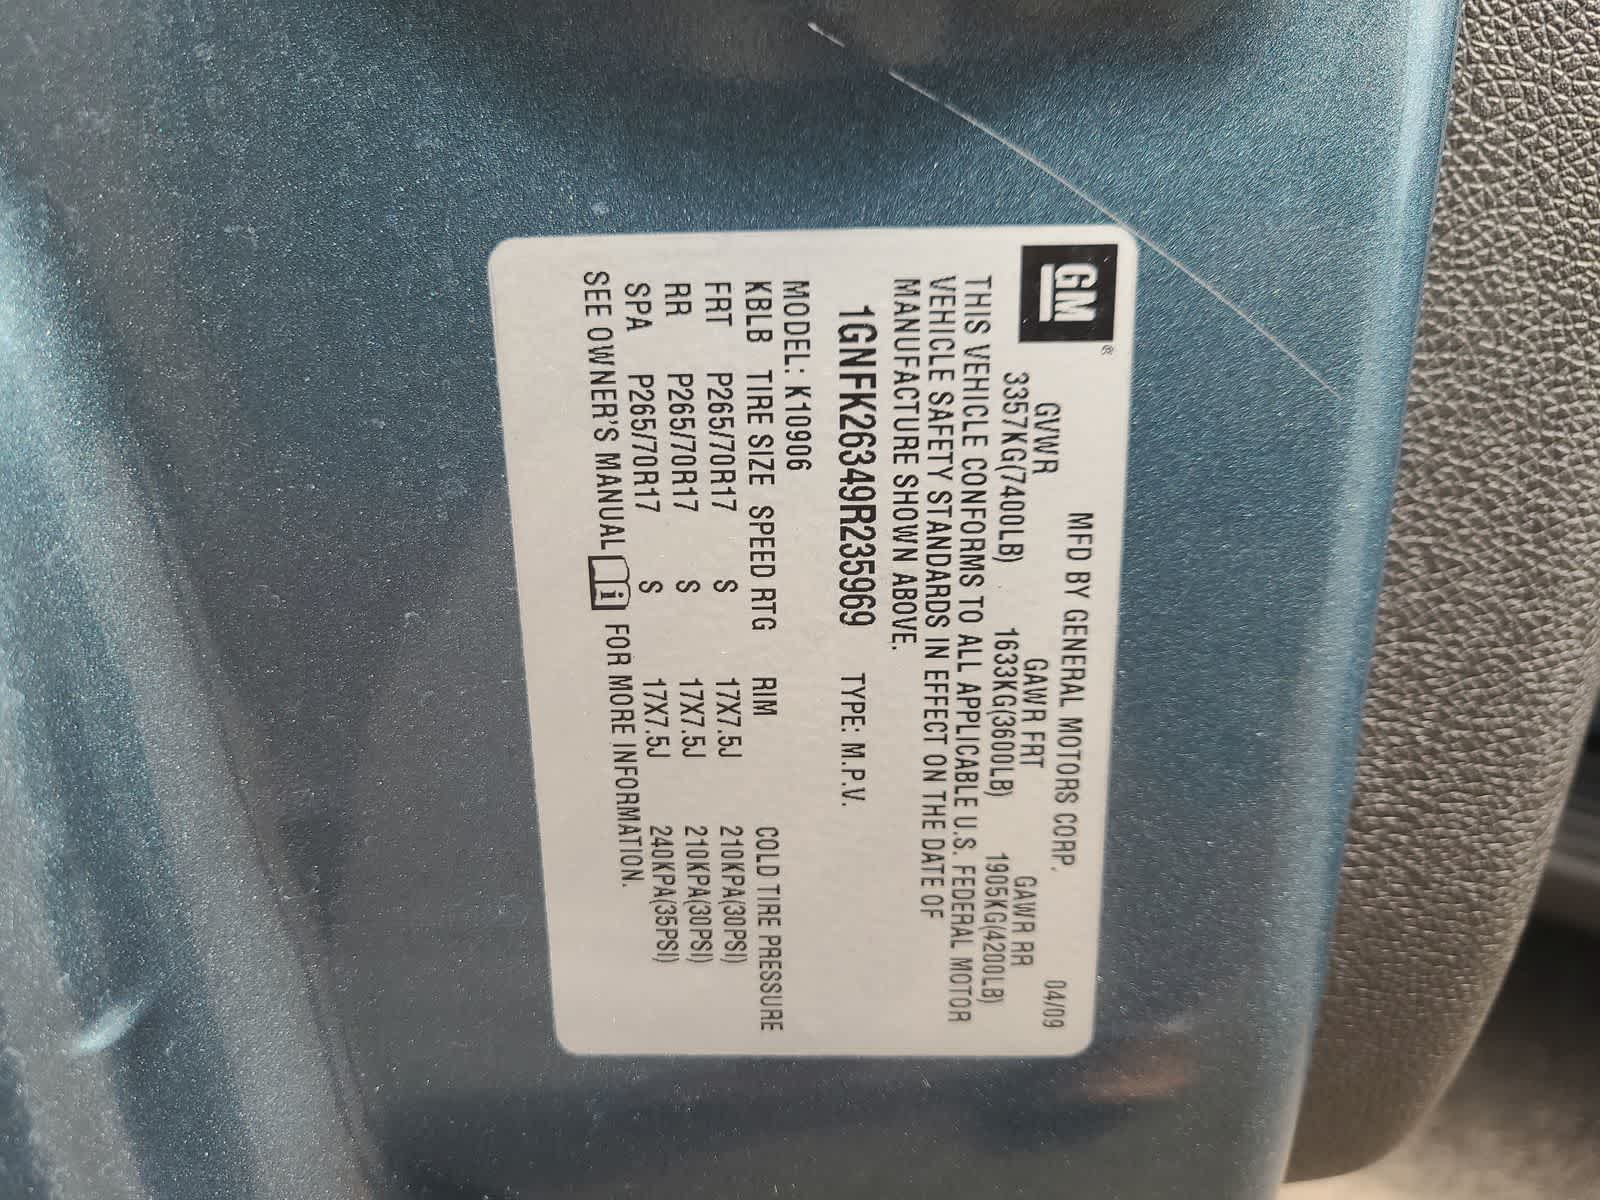 GM®
MFD BY GENERAL MOTORS CORP. 04/09
GVWR GAWR FRT GAWR RR
3357KG(7400LB) 1633KG(3600LB) 1905KG(4200LB)
THIS VEHICLE CONFORMS TO ALL APPLICABLE U.S. FEDERAL MOTOR
VEHICLE SAFETY STANDARDS IN EFFECT ON THE DATE OF
MANUFACTURE SHOWN ABOVE.
1GNFK26349R235969 TYPE: M.P.V.
MODEL: K10906
KBLB TIRE SIZE SPEED RTG RIM COLD TIRE PRESSURE
FRT P265/70R17 S 17X7.5J 210KPA(30PSI)
RR P265/70R17 S 17X7.5J 210KPA(30PSI)
SPA P265/70R17 S 17X7.5J 240KPA(35PSI)
SEE OWNER'S MANUAL i FOR MORE INFORMATION.